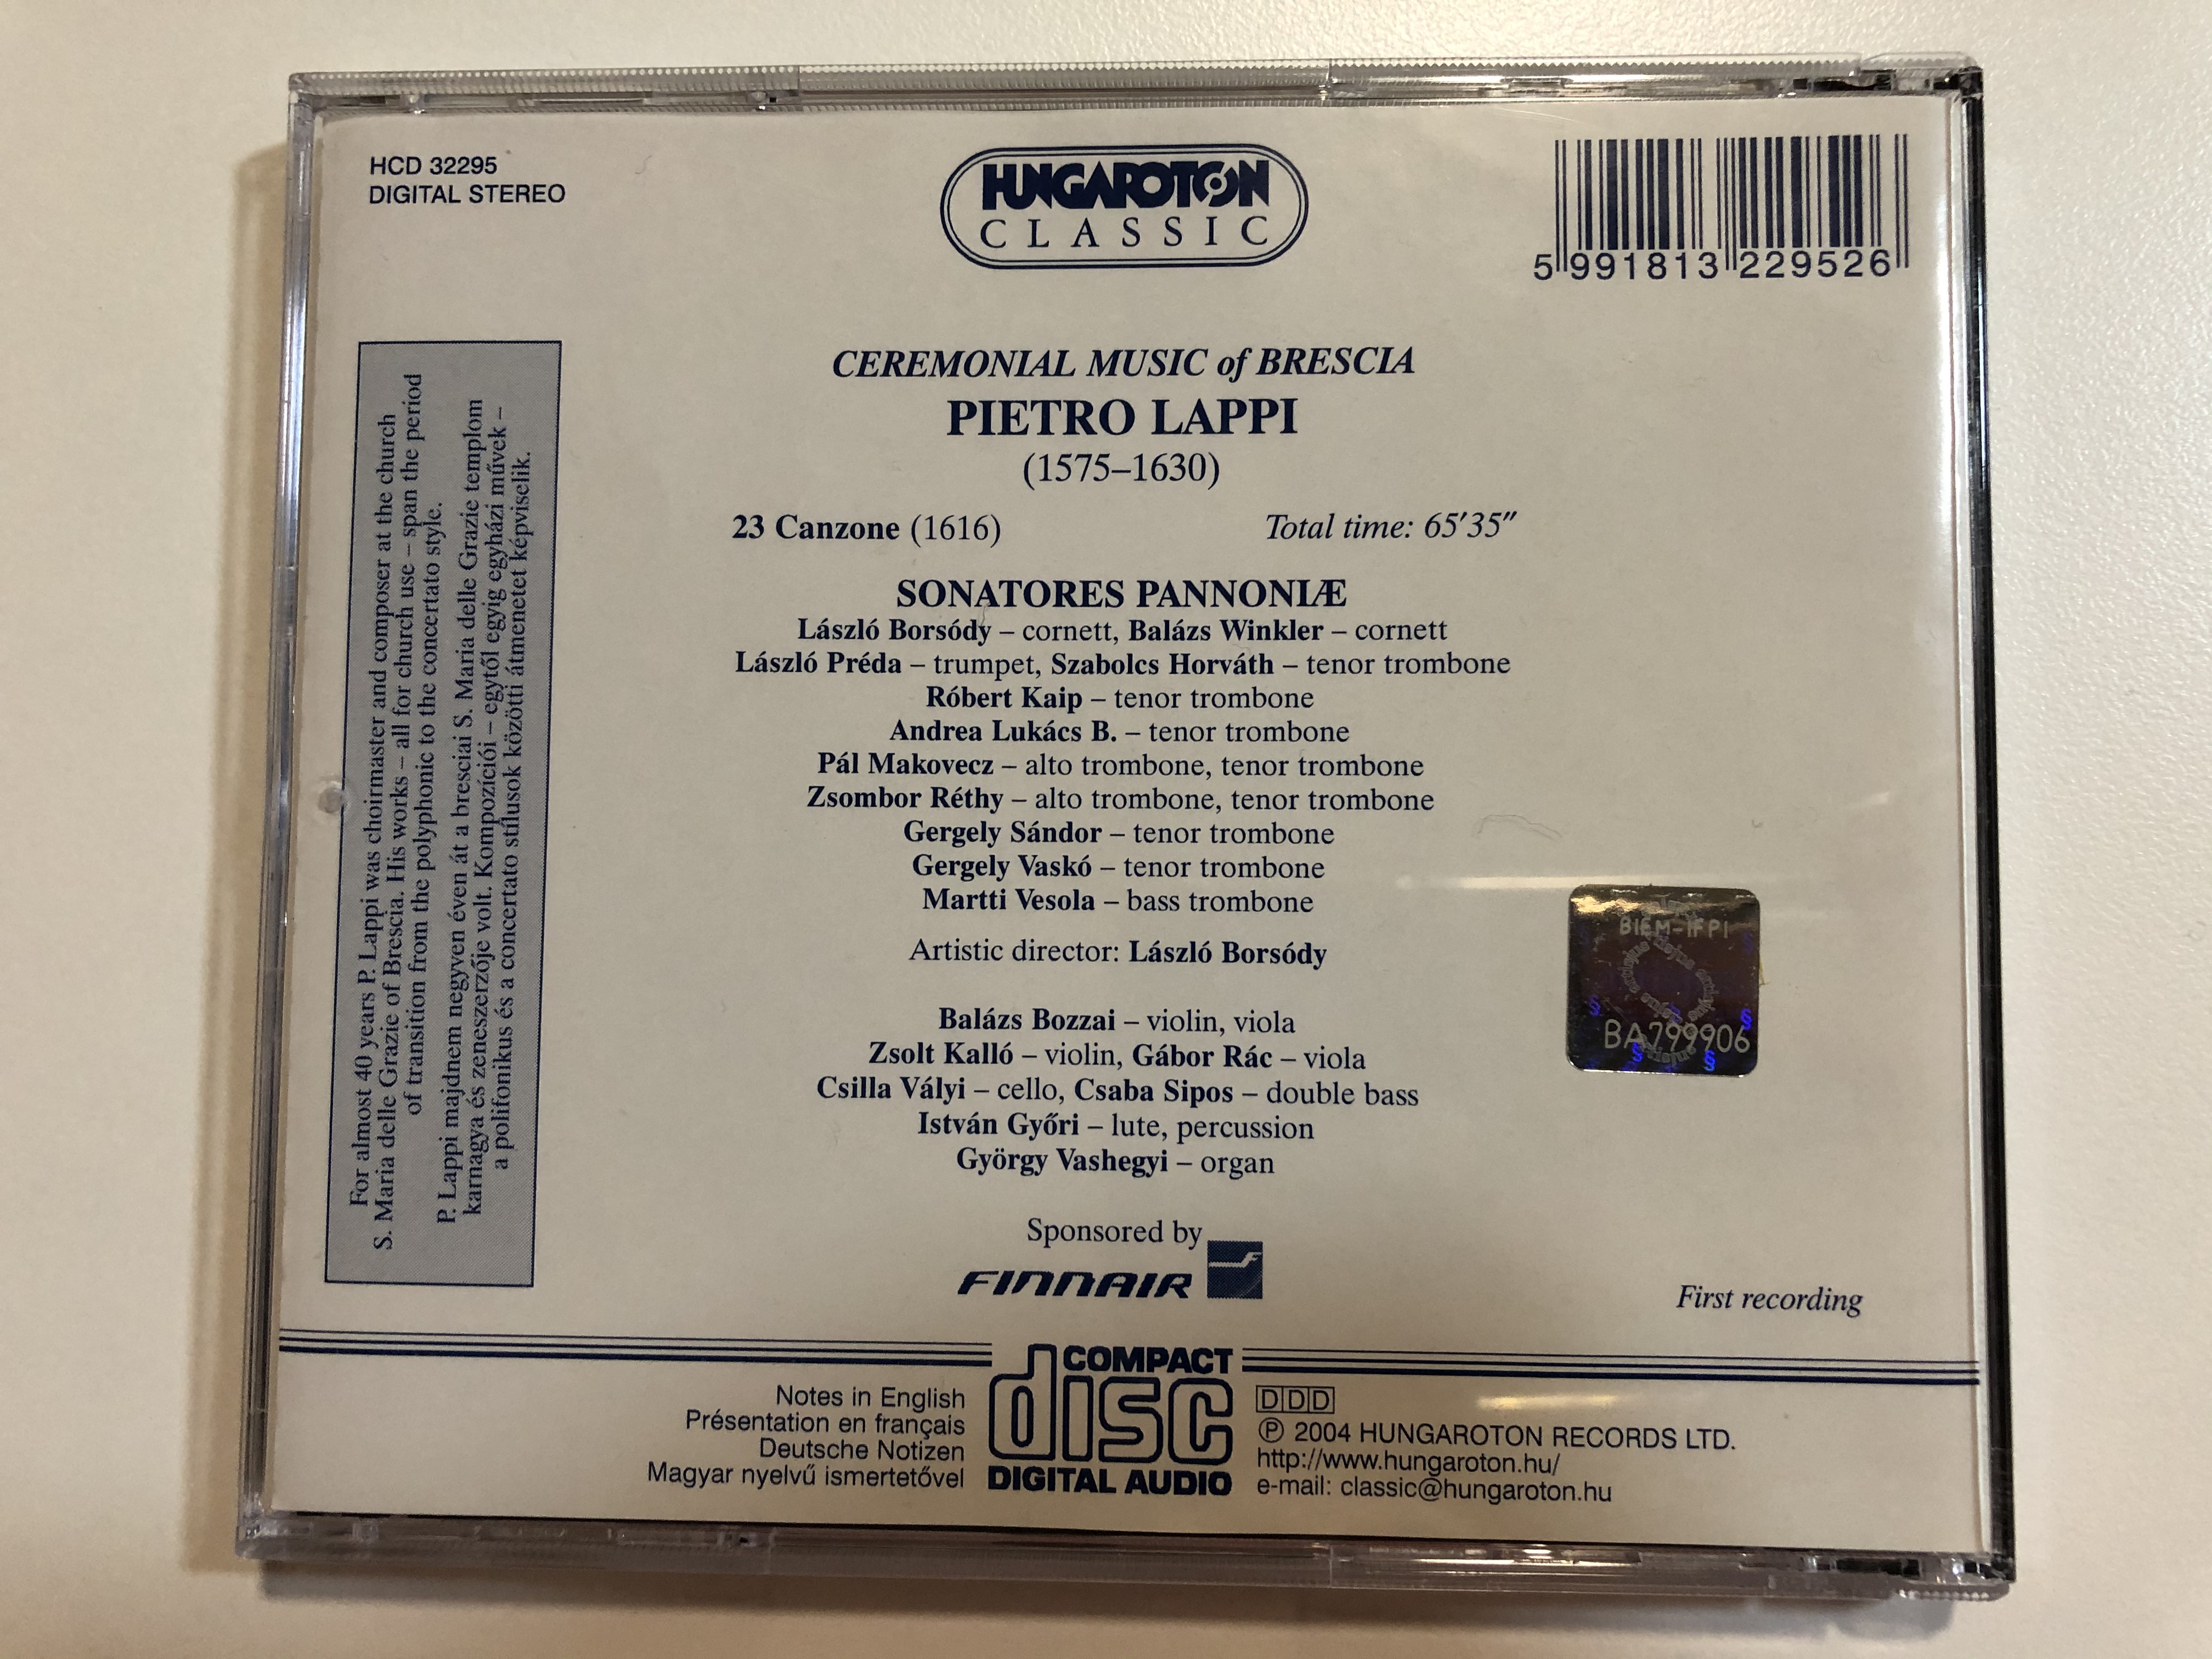 HCD 32295
DIGITAL STEREO
HUNGAROTON
CLASSIC
5 991813 229526
CEREMONIAL MUSIC of BRESCIA
PIETRO LAPPI
(1575–1630)
23 Canzone (1616) Total time: 65′35″
SONATORES PANNONIÆ
László Borsódy – cornett, Balázs Winkler – cornett
László Préda – trumpet, Szabolcs Horváth – tenor trombone
Róbert Kaip – tenor trombone
Andrea Lukács B. – tenor trombone
Pál Makovecz – alto trombone, tenor trombone
Zsombor Réthy – alto trombone, tenor trombone
Gergely Sándor – tenor trombone
Gergely Vaskó – tenor trombone
Martti Vesola – bass trombone
Artistic director: László Borsódy
Balázs Bozzai – violin, viola
Zsolt Kalló – violin, Gábor Rác – viola
Csilla Vályi – cello, Csaba Sipos – double bass
István Győri – lute, percussion
György Vashegyi – organ
Sponsored by
FINNAIR
For almost 40 years P. Lappi was choirmaster and composer at the church
S. Maria delle Grazie of Brescia. His works – all for church use – span the period
of transition from the polyphonic to the concertato style.
P. Lappi majdnem negyven éven át a bresciai S. Maria delle Grazie templom
karnagya és zeneszerzője volt. Kompozíciói – egytől egyig egyházi művek –
a polifonikus és a concertato stílusok közötti átmenetet képviselik.
BIEM-IFPI
BA799906
First recording
Notes in English
Présentation en français
Deutsche Notizen
Magyar nyelvű ismertetővel
COMPACT
disc
DIGITAL AUDIO
DDD
℗ 2004 HUNGAROTON RECORDS LTD.
http://www.hungaroton.hu/
e-mail: classic@hungaroton.hu